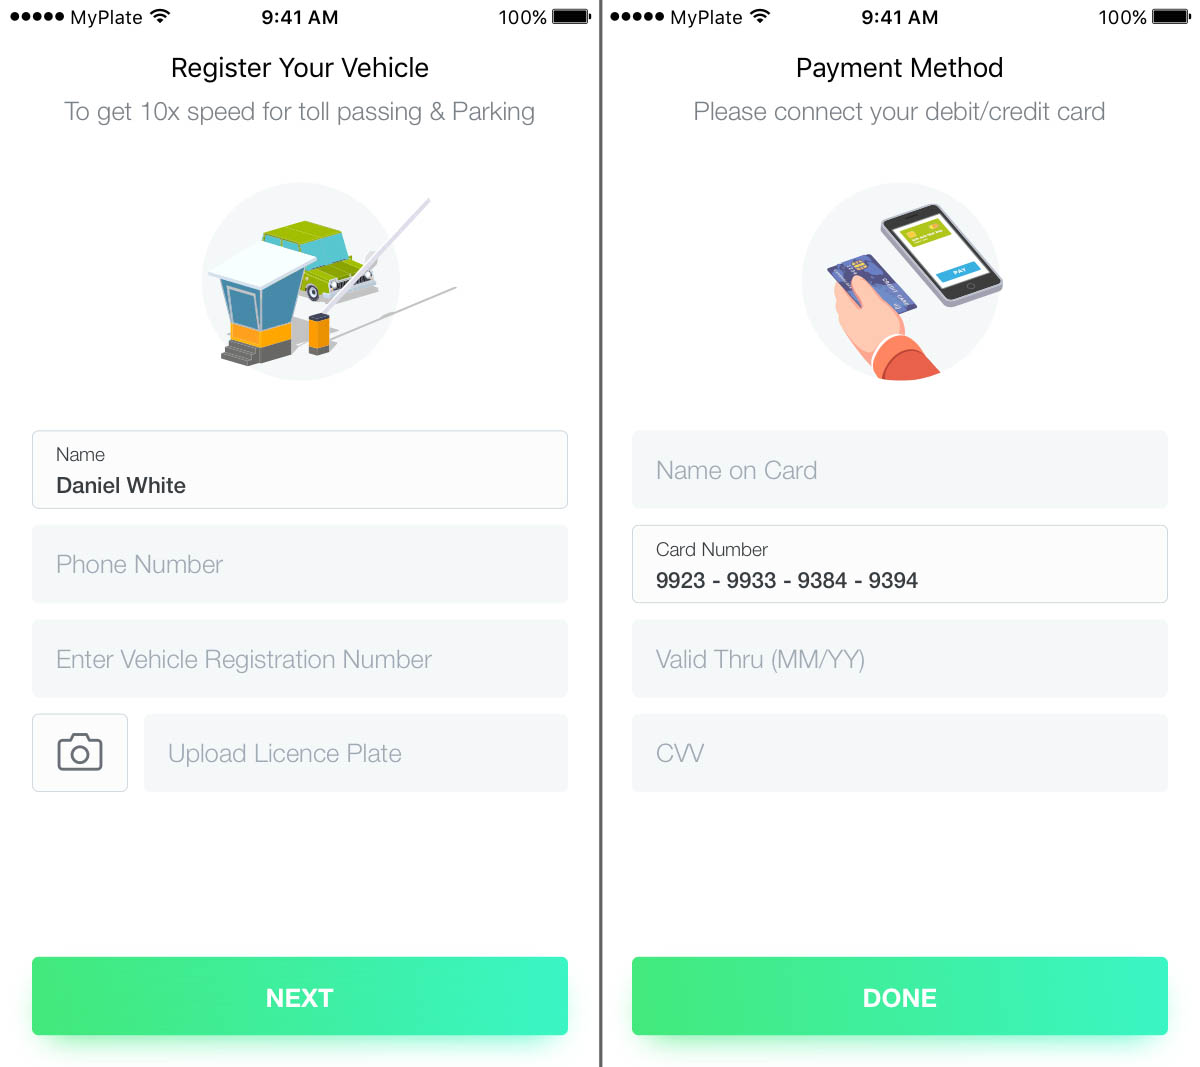 MyPlate 9:41 AM 100%
Register Your Vehicle
To get 10x speed for toll passing & Parking
Name
Daniel White
Phone Number
Enter Vehicle Registration Number
Upload Licence Plate
NEXT
MyPlate 9:41 AM 100%
Payment Method
Please connect your debit/credit card
PAY
CREDIT CARD
Name on Card
Card Number
9923 - 9933 - 9384 - 9394
Valid Thru (MM/YY)
CVV
DONE